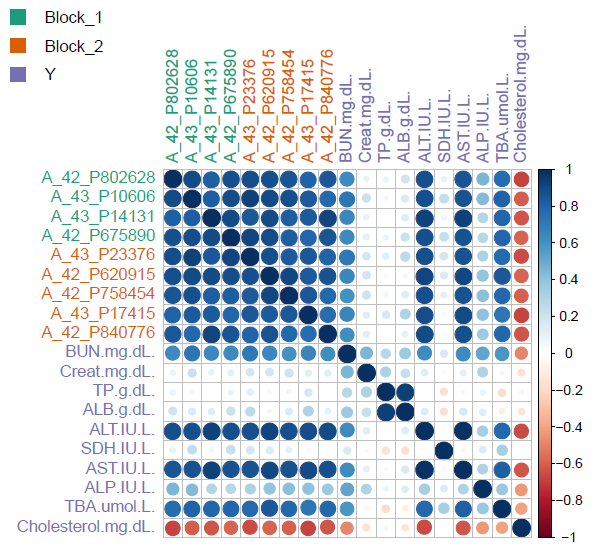 Block_1
Block_2
Y
A_42_P802628
A_43_P10606
A_43_P14131
A_42_P675890
A_43_P23376
A_42_P620915
A_42_P758454
A_43_P17415
A_42_P840776
BUN.mg.dL.
Creat.mg.dL.
TP.g.dL.
ALB.g.dL.
ALT.IU.L.
SDH.IU.L.
AST.IU.L.
ALP.IU.L.
TBA.umol.L.
Cholesterol.mg.dL.
A_42_P802628
A_43_P10606
A_43_P14131
A_42_P675890
A_43_P23376
A_42_P620915
A_42_P758454
A_43_P17415
A_42_P840776
BUN.mg.dL.
Creat.mg.dL.
TP.g.dL.
ALB.g.dL.
ALT.IU.L.
SDH.IU.L.
AST.IU.L.
ALP.IU.L.
TBA.umol.L.
Cholesterol.mg.dL.
1
0.8
0.6
0.4
0.2
0
−0.2
−0.4
−0.6
−0.8
−1